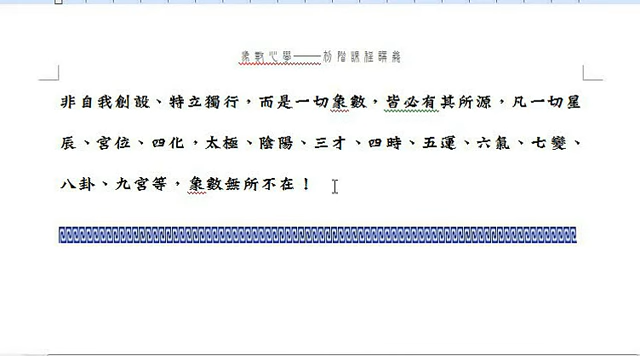 象數心學——初階課程講義
非自我創設、特立獨行，而是一切象數，皆必有其所源，凡一切星
辰、宮位、四化，太極、陰陽、三才、四時、五運、六氣、七變、
八卦、九宮等，象數無所不在！